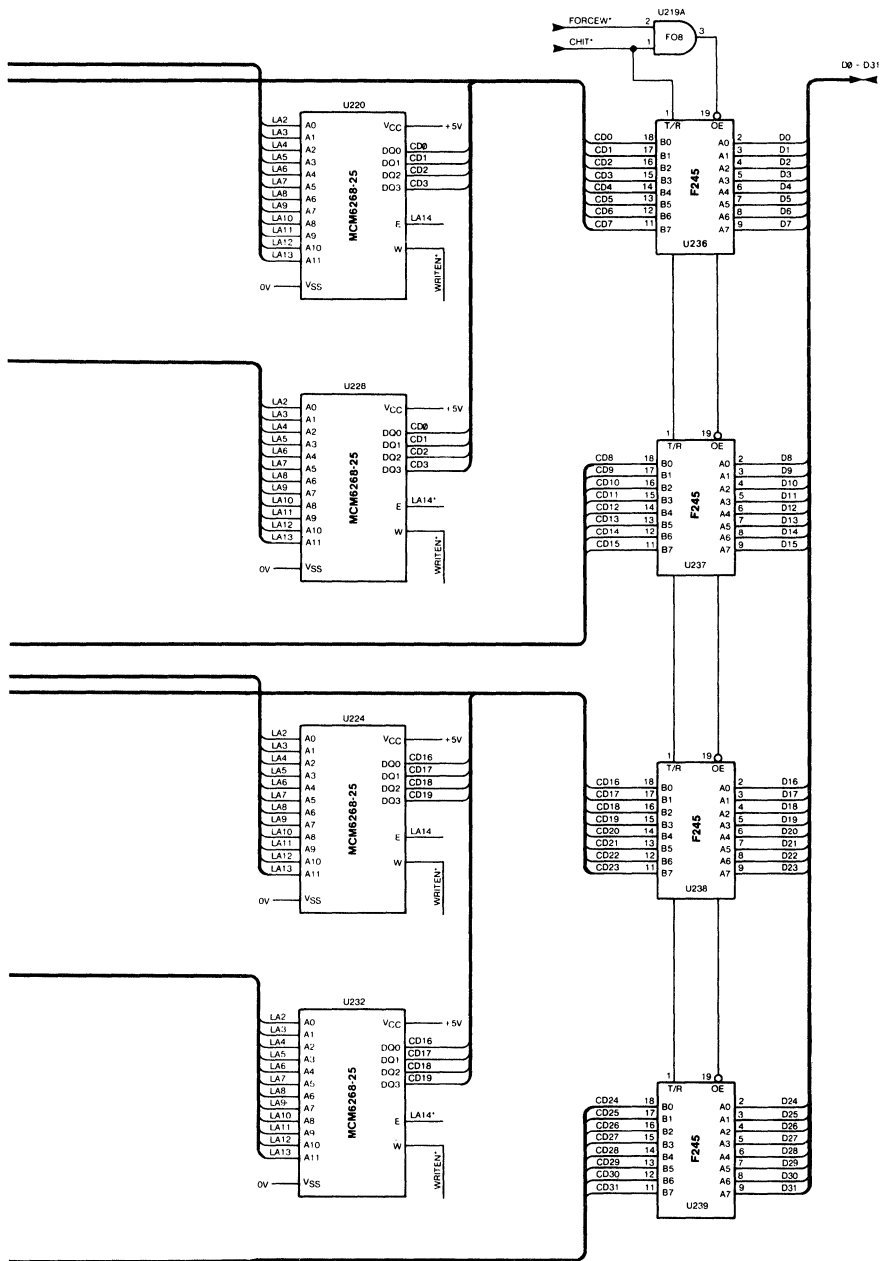 U219A
FORCEW* 2
F08
3
CHIT* 1
D0 - D31
U220
LA2 A0
LA3 A1
LA4 A2
LA5 A3
LA6 A4
LA7 A5
LA8 A6
LA9 A7
LA10 A8
LA11 A9
LA12 A10
LA13 A11
0V VSS
MCM6268-25
VCC +5V
DQ0 CD0
DQ1 CD1
DQ2 CD2
DQ3 CD3
E LA14
W
WRITEN*
1 19
T/R OE
CD0 18 B0 A0 2 D0
CD1 17 B1 A1 3 D1
CD2 16 B2 A2 4 D2
CD3 15 B3 A3 5 D3
CD4 14 B4 A4 6 D4
CD5 13 B5 A5 7 D5
CD6 12 B6 A6 8 D6
CD7 11 B7 A7 9 D7
F245
U236
U228
LA2 A0
LA3 A1
LA4 A2
LA5 A3
LA6 A4
LA7 A5
LA8 A6
LA9 A7
LA10 A8
LA11 A9
LA12 A10
LA13 A11
0V VSS
MCM6268-25
VCC +5V
DQ0 CD0
DQ1 CD1
DQ2 CD2
DQ3 CD3
E LA14*
W
WRITEN*
1 19
T/R OE
CD8 18 B0 A0 2 D8
CD9 17 B1 A1 3 D9
CD10 16 B2 A2 4 D10
CD11 15 B3 A3 5 D11
CD12 14 B4 A4 6 D12
CD13 13 B5 A5 7 D13
CD14 12 B6 A6 8 D14
CD15 11 B7 A7 9 D15
F245
U237
U224
LA2 A0
LA3 A1
LA4 A2
LA5 A3
LA6 A4
LA7 A5
LA8 A6
LA9 A7
LA10 A8
LA11 A9
LA12 A10
LA13 A11
0V VSS
MCM6268-25
VCC +5V
DQ0 CD16
DQ1 CD17
DQ2 CD18
DQ3 CD19
E LA14
W
WRITEN*
1 19
T/R OE
CD16 18 B0 A0 2 D16
CD17 17 B1 A1 3 D17
CD18 16 B2 A2 4 D18
CD19 15 B3 A3 5 D19
CD20 14 B4 A4 6 D20
CD21 13 B5 A5 7 D21
CD22 12 B6 A6 8 D22
CD23 11 B7 A7 9 D23
F245
U238
U232
LA2 A0
LA3 A1
LA4 A2
LA5 A3
LA6 A4
LA7 A5
LA8 A6
LA9 A7
LA10 A8
LA11 A9
LA12 A10
LA13 A11
0V VSS
MCM6268-25
VCC +5V
DQ0 CD16
DQ1 CD17
DQ2 CD18
DQ3 CD19
E LA14*
W
WRITEN*
1 19
T/R OE
CD24 18 B0 A0 2 D24
CD25 17 B1 A1 3 D25
CD26 16 B2 A2 4 D26
CD27 15 B3 A3 5 D27
CD28 14 B4 A4 6 D28
CD29 13 B5 A5 7 D29
CD30 12 B6 A6 8 D30
CD31 11 B7 A7 9 D31
F245
U239